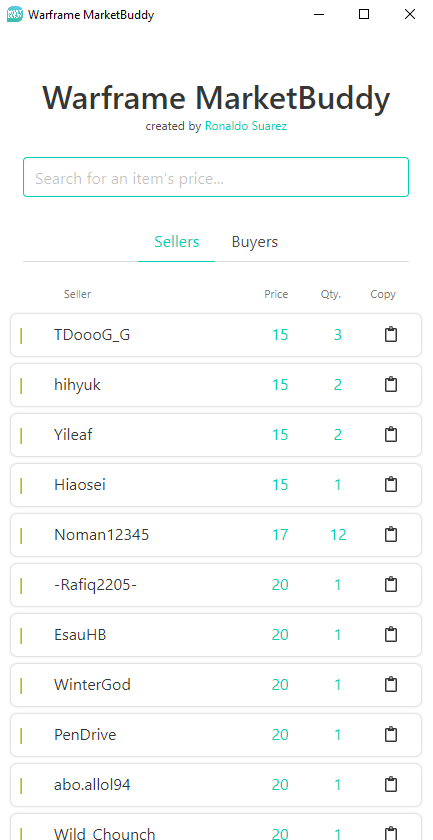 Warframe MarketBuddy
Warframe MarketBuddy
created by Ronaldo Suarez
Search for an item's price...
Sellers Buyers
Seller Price Qty. Copy
TDoooG_G 15 3
hihyuk 15 2
Yileaf 15 2
Hiaosei 15 1
Noman12345 17 12
-Rafiq2205- 20 1
EsauHB 20 1
WinterGod 20 1
PenDrive 20 1
abo.allol94 20 1
Wild_Chounch 20 1